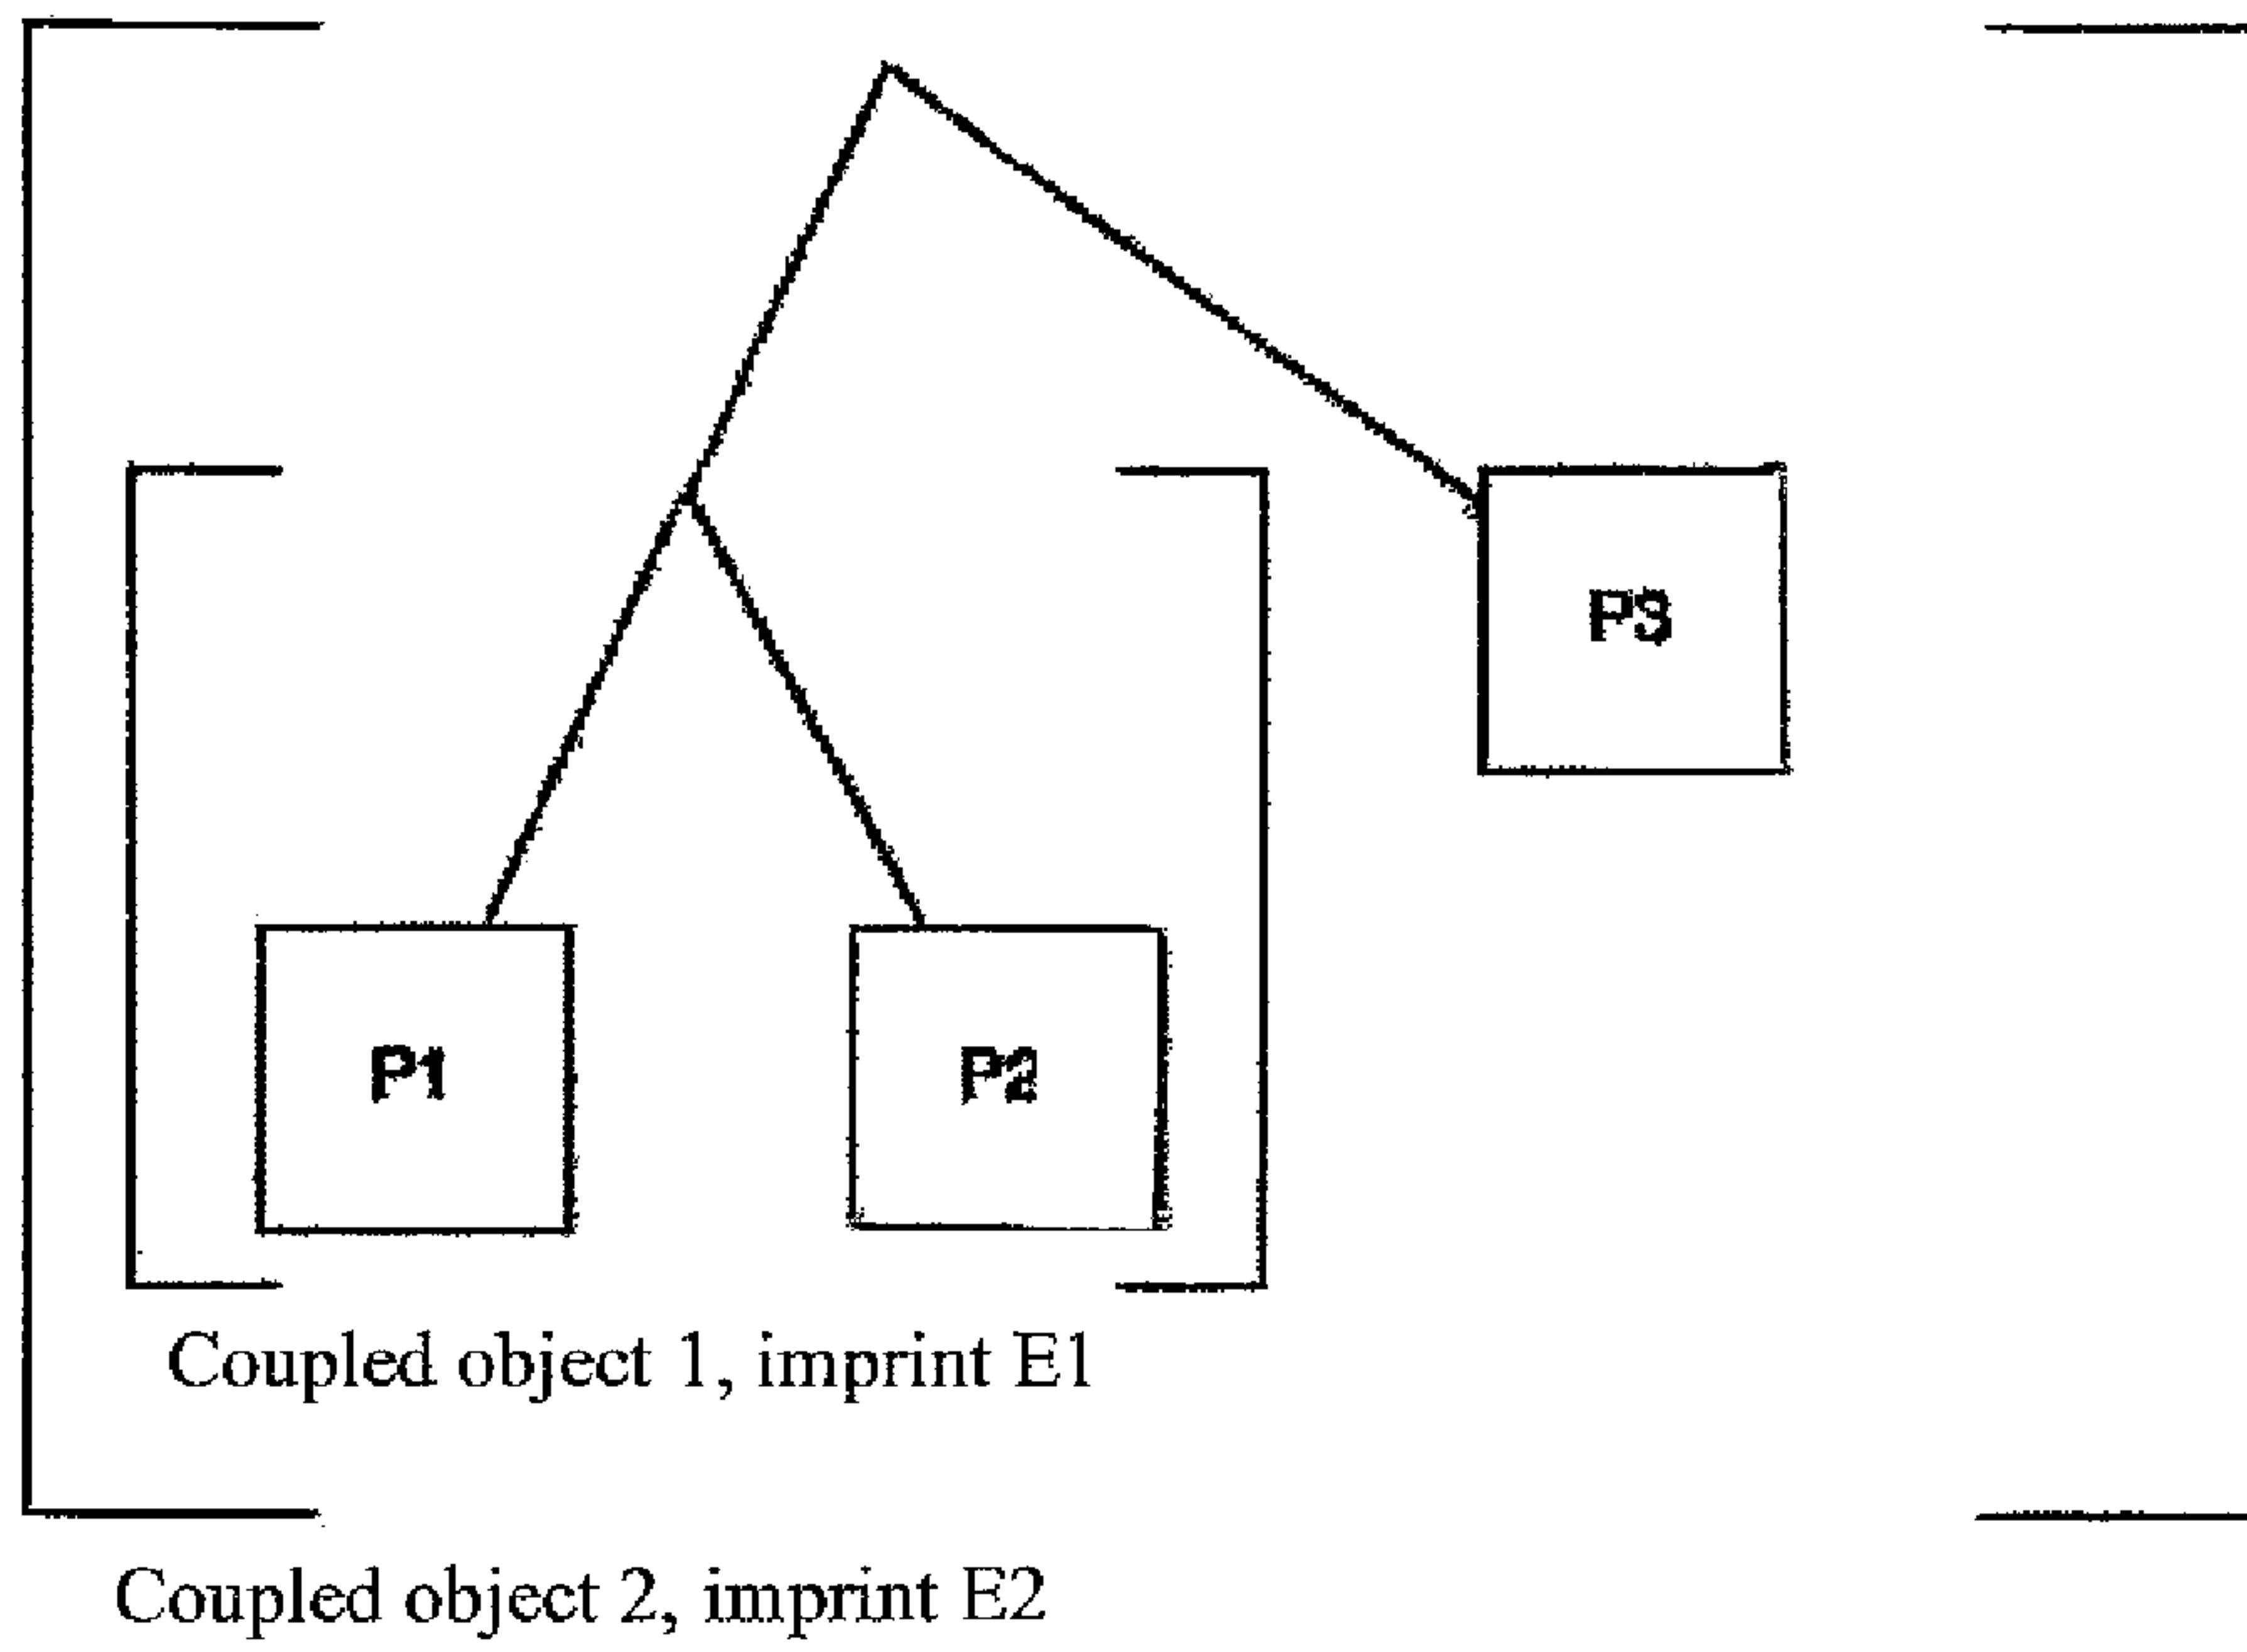 P3
P1
P2
Coupled object 1, imprint E1
Coupled object 2, imprint E2